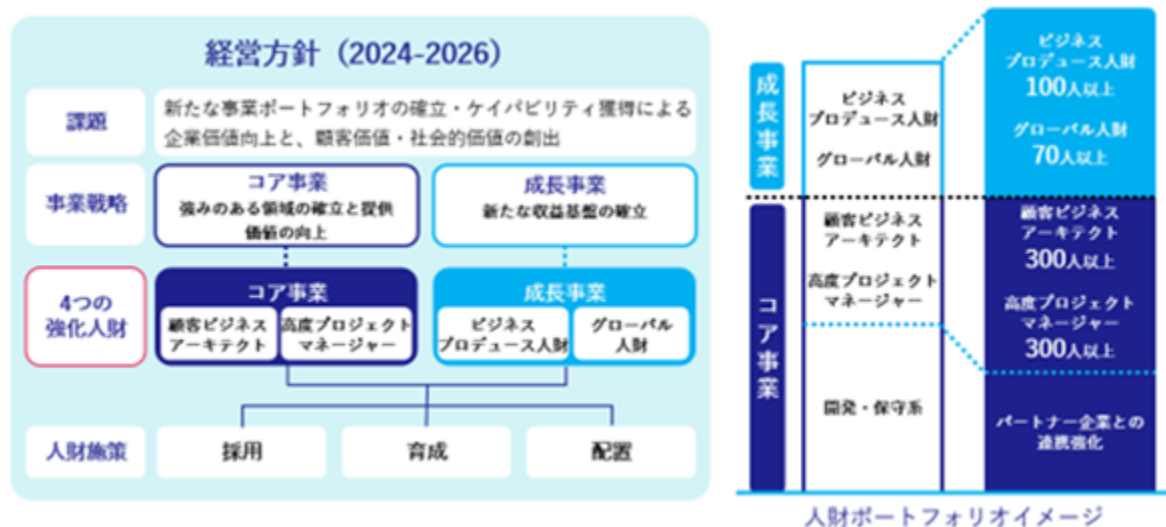 経営方針（2024-2026）
課題
新たな事業ポートフォリオの確立・ケイパビリティ獲得による
企業価値向上と、顧客価値・社会的価値の創出
事業戦略
コア事業
強みのある領域の確立と提供
価値の向上
成長事業
新たな収益基盤の確立
4つの
強化人財
コア事業
顧客ビジネス
アーキテクト
高度プロジェクト
マネージャー
成長事業
ビジネス
プロデュース人財
グローバル
人財
人財施策
採用
育成
配置
成長事業
コア事業
ビジネス
プロデュース人財
グローバル人財
顧客ビジネス
アーキテクト
高度プロジェクト
マネージャー
開発・保守系
ビジネス
プロデュース人財
100人以上
グローバル人財
70人以上
顧客ビジネス
アーキテクト
300人以上
高度プロジェクト
マネージャー
300人以上
パートナー企業との
連携強化
人財ポートフォリオイメージ